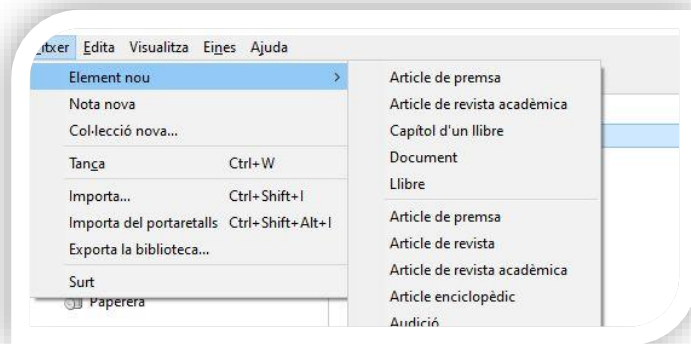 Edita Visualitza Eines Ajuda
Element nou >
Nota nova
Col·lecció nova...
Tanca Ctrl+W
Importa... Ctrl+Shift+I
Importa del portaretalls Ctrl+Shift+Alt+I
Exporta la biblioteca...
Surt
Paperera
Article de premsa
Article de revista acadèmica
Capítol d'un llibre
Document
Llibre
Article de premsa
Article de revista
Article de revista acadèmica
Article enciclopèdic
Audició